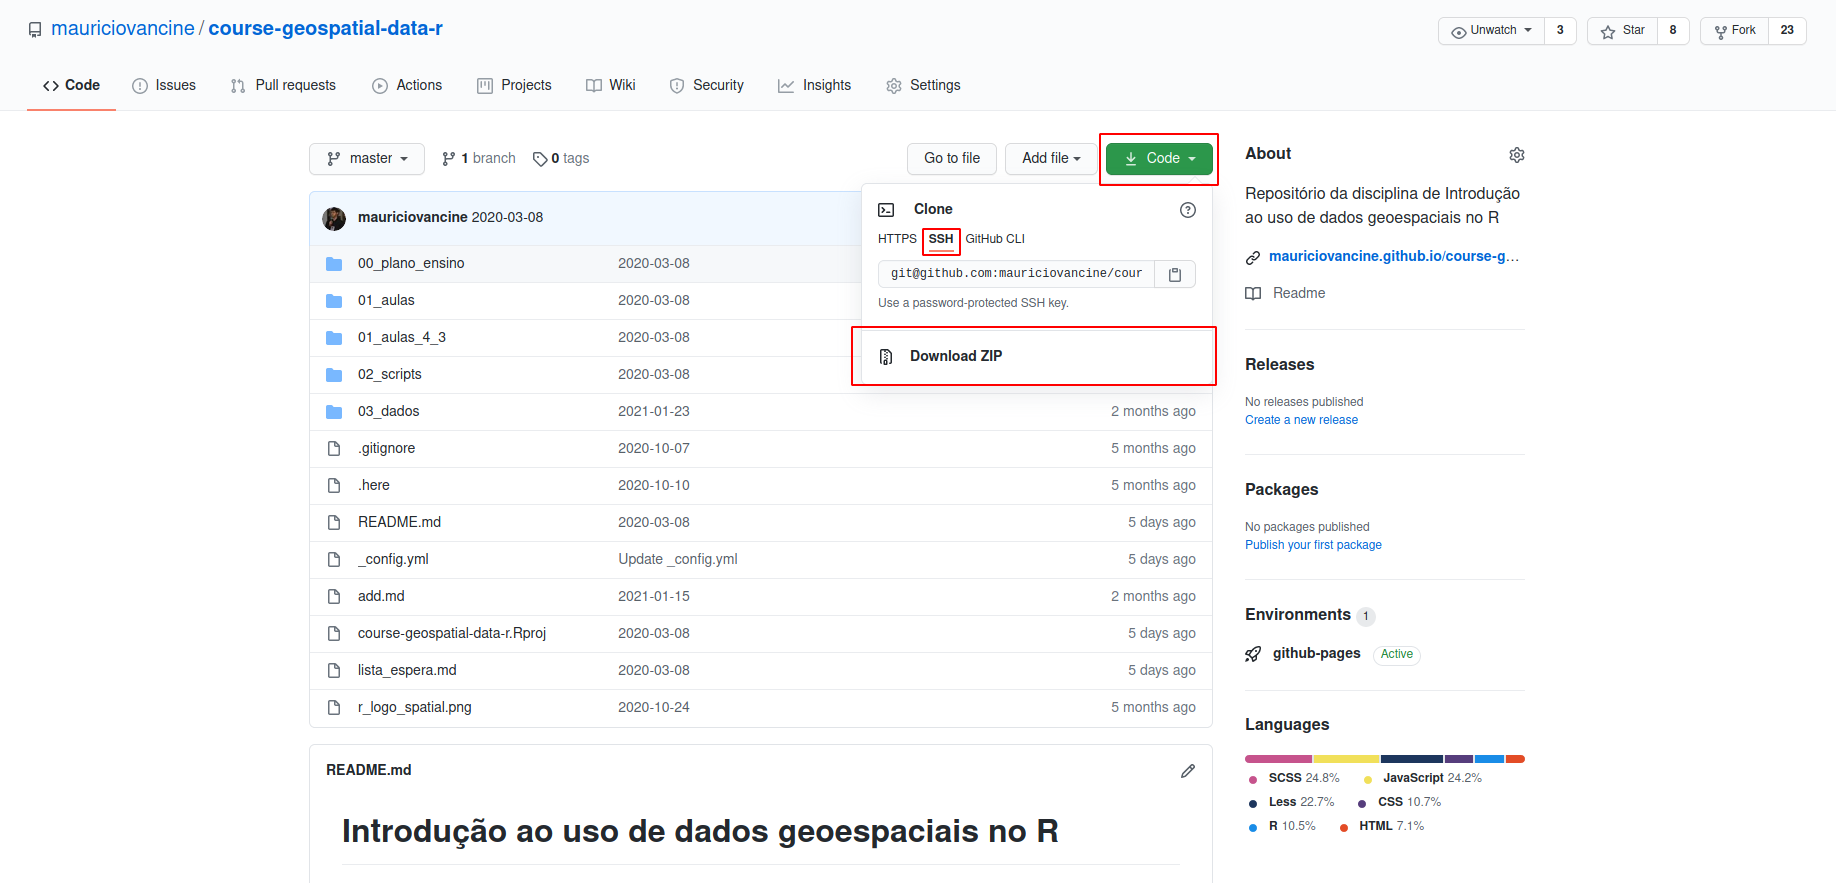 mauriciovancine / course-geospatial-data-r
Unwatch 3 Star 8 Fork 23
Code Issues Pull requests Actions Projects Wiki Security Insights Settings
master 1 branch 0 tags Go to file Add file Code
mauriciovancine 2020-03-08
Clone
HTTPS SSH GitHub CLI
git@github.com:mauriciovancine/cour
Use a password-protected SSH key.
Download ZIP
00_plano_ensino 2020-03-08
01_aulas 2020-03-08
01_aulas_4_3 2020-03-08
02_scripts 2020-03-08
03_dados 2021-01-23 2 months ago
.gitignore 2020-10-07 5 months ago
.here 2020-10-10 5 months ago
README.md 2020-03-08 5 days ago
_config.yml Update _config.yml 5 days ago
add.md 2021-01-15 2 months ago
course-geospatial-data-r.Rproj 2020-03-08 5 days ago
lista_espera.md 2020-03-08 5 days ago
r_logo_spatial.png 2020-10-24 5 months ago
README.md
Introdução ao uso de dados geoespaciais no R
About
Repositório da disciplina de Introdução
ao uso de dados geoespaciais no R
mauriciovancine.github.io/course-g...
Readme
Releases
No releases published
Create a new release
Packages
No packages published
Publish your first package
Environments 1
github-pages Active
Languages
SCSS 24.8% JavaScript 24.2%
Less 22.7% CSS 10.7%
R 10.5% HTML 7.1%